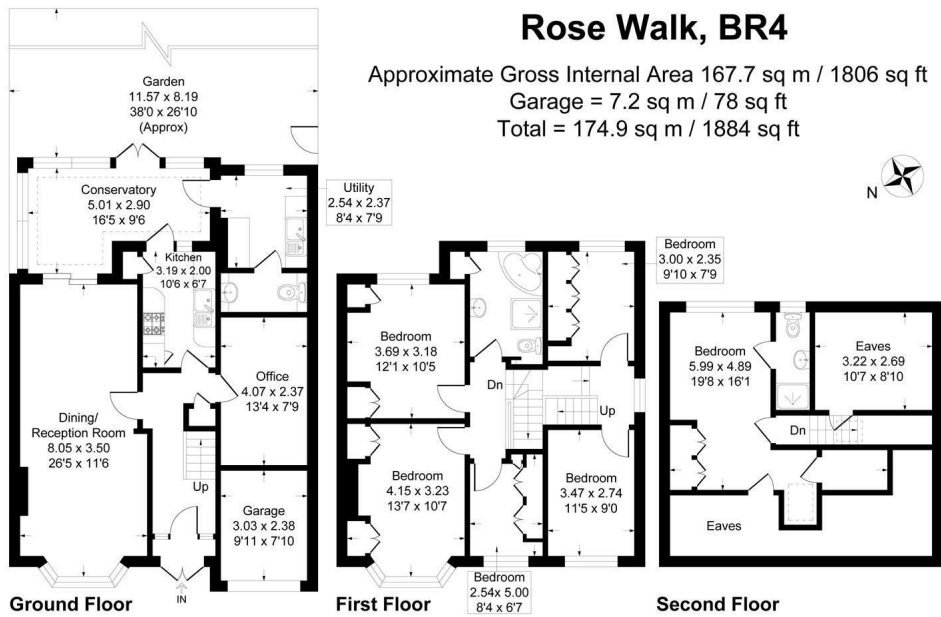 Rose Walk, BR4
Approximate Gross Internal Area 167.7 sq m / 1806 sq ft
Garage = 7.2 sq m / 78 sq ft
Total = 174.9 sq m / 1884 sq ft
N
Garden
11.57 x 8.19
38'0 x 26'10
(Approx)
Conservatory
5.01 x 2.90
16'5 x 9'6
Utility
2.54 x 2.37
8'4 x 7'9
Kitchen
3.19 x 2.00
10'6 x 6'7
Office
4.07 x 2.37
13'4 x 7'9
Dining/
Reception Room
8.05 x 3.50
26'5 x 11'6
Up
Garage
3.03 x 2.38
9'11 x 7'10
IN
Ground Floor
Bedroom
3.00 x 2.35
9'10 x 7'9
Bedroom
3.69 x 3.18
12'1 x 10'5
Dn
Up
Bedroom
4.15 x 3.23
13'7 x 10'7
Bedroom
3.47 x 2.74
11'5 x 9'0
Bedroom
2.54x 5.00
8'4 x 6'7
First Floor
Bedroom
5.99 x 4.89
19'8 x 16'1
Eaves
3.22 x 2.69
10'7 x 8'10
Dn
Eaves
Second Floor